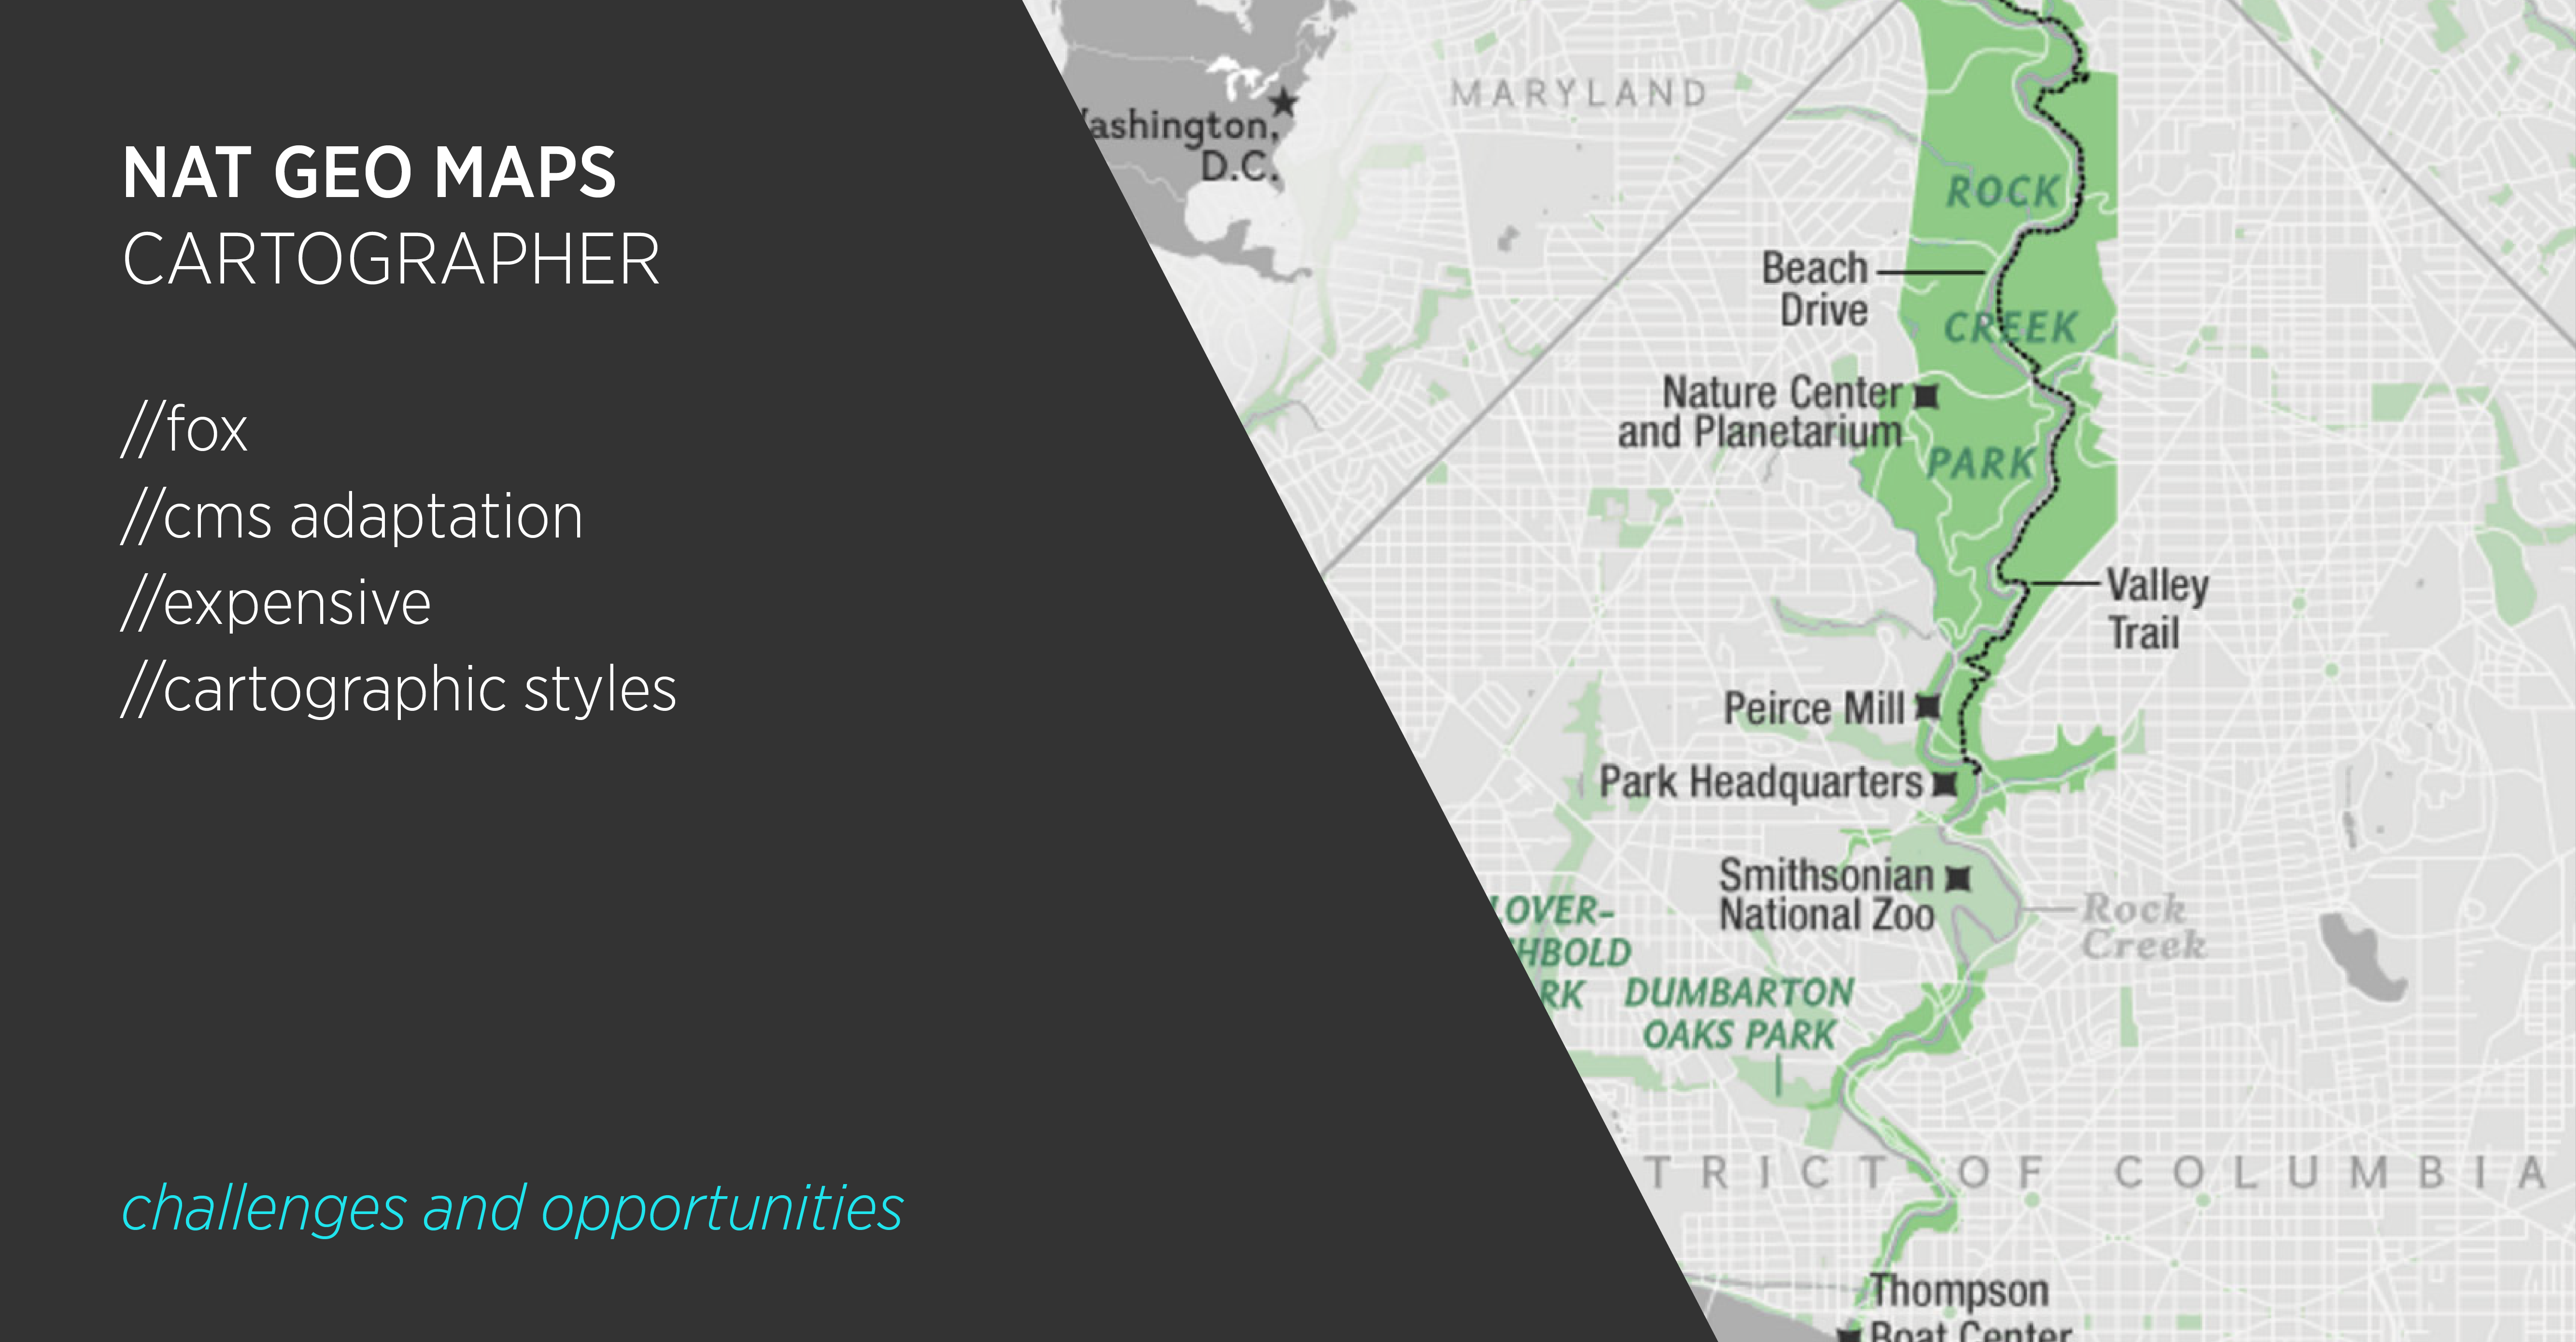 NAT GEO MAPS
CARTOGRAPHER
//fox
//cms adaptation
//expensive
//cartographic styles
challenges and opportunities
D.C.
MARYLAND
ROCK
CREEK
PARK
Beach
Drive
Nature Center
and Planetarium
Valley
Trail
Peirce Mill
Park Headquarters
Smithsonian
National Zoo
Rock
Creek
DUMBARTON
OAKS PARK
OF COLUMBIA
Thompson
Boat Center